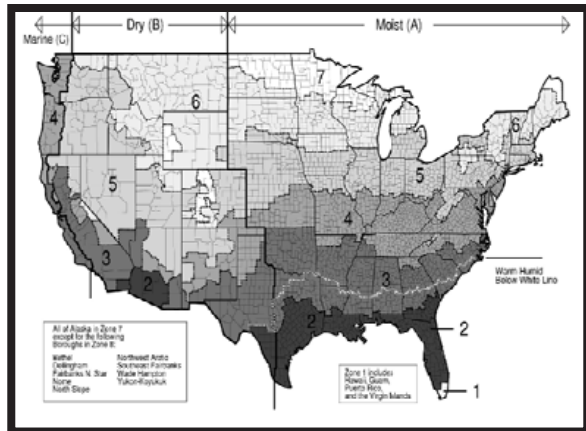 Marine (C)
Dry (B)
Moist (A)
7
6
6
4
5
5
4
3
3
2
2
2
1
Warm Humid
Below White Line
All of Alaska in Zone 7
except for the following
Boroughs in Zone 8:
Bethel Northwest Arctic
Dellingham Southeast Fairbanks
Fairbanks N. Star Wade Hampton
Nome Yukon-Koyukuk
North Slope
Zone 1 includes
Hawaii, Guam,
Puerto Rico,
and the Virgin Islands